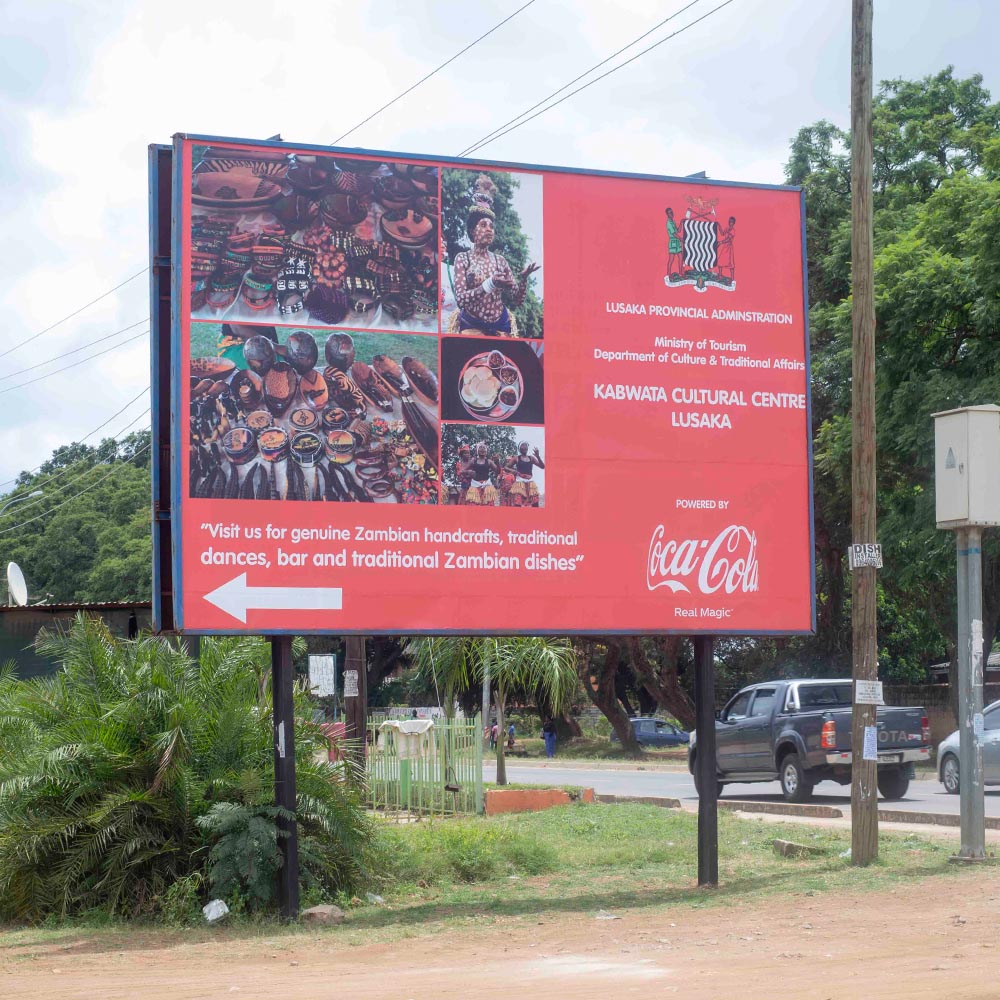 LUSAKA PROVINCIAL ADMINSTRATION
Ministry of Tourism
Department of Culture & Traditional Affairs
KABWATA CULTURAL CENTRE
LUSAKA
POWERED BY
Coca-Cola
Real Magic
“Visit us for genuine Zambian handcrafts, traditional
dances, bar and traditional Zambian dishes”
DISH
TOYOTA